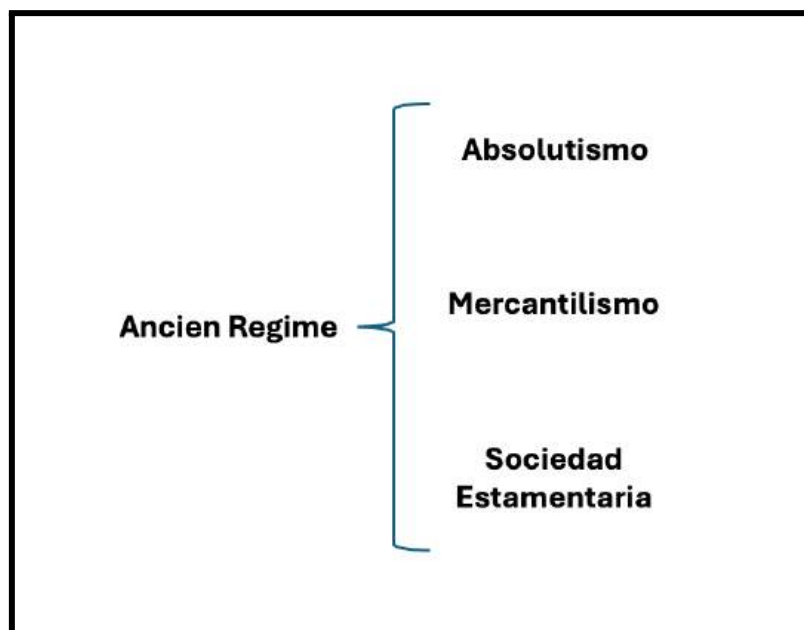 Absolutismo
Mercantilismo
Ancien Regime
Sociedad
Estamentaria